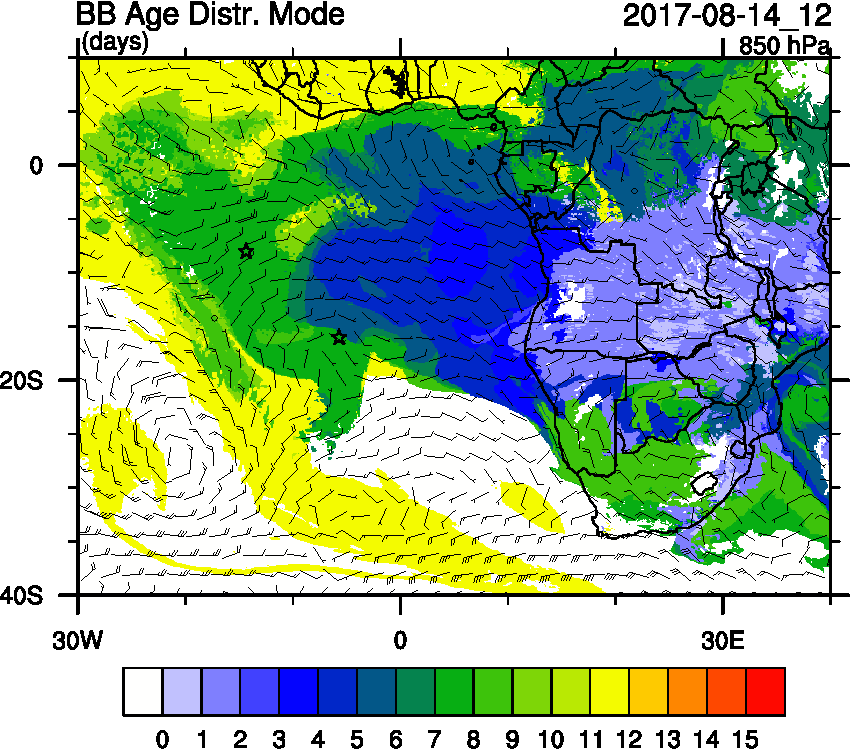 BB Age Distr. Mode 2017-08-14_12
(days) 850 hPa
0
20S
40S
30W 0 30E
0 1 2 3 4 5 6 7 8 9 10 11 12 13 14 15